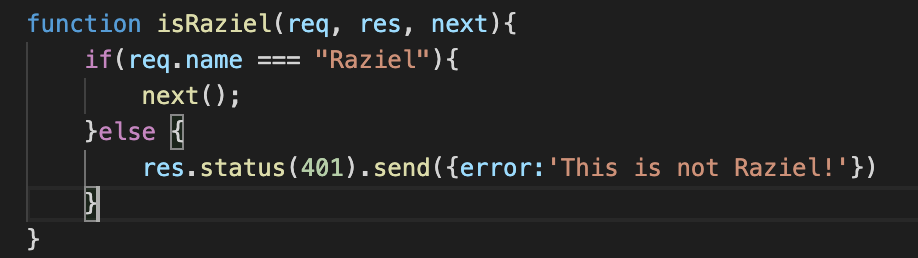 function isRaziel(req, res, next){
    if(req.name === "Raziel"){
        next();
    }else {
        res.status(401).send({error:'This is not Raziel!'})
    }
}